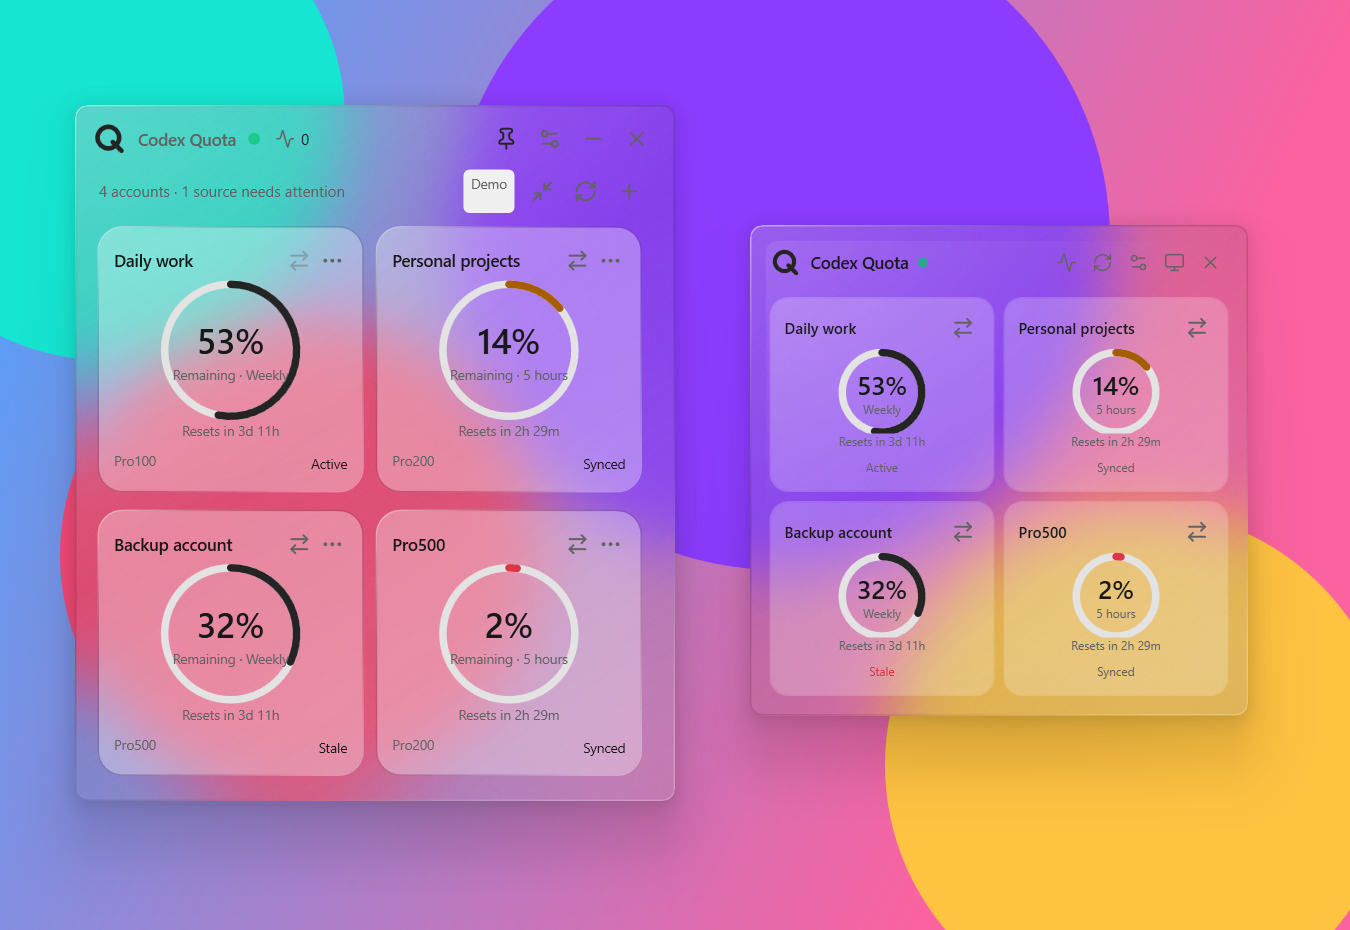 Codex Quota 0
4 accounts · 1 source needs attention
Demo
Daily work
53%
Remaining · Weekly
Resets in 3d 11h
Pro100
Active
Personal projects
14%
Remaining · 5 hours
Resets in 2h 29m
Pro200
Synced
Backup account
32%
Remaining · Weekly
Resets in 3d 11h
Pro500
Stale
Pro500
2%
Remaining · 5 hours
Resets in 2h 29m
Pro200
Synced
Codex Quota
Daily work
53%
Weekly
Resets in 3d 11h
Active
Personal projects
14%
5 hours
Resets in 2h 29m
Synced
Backup account
32%
Weekly
Resets in 3d 11h
Stale
Pro500
2%
5 hours
Resets in 2h 29m
Synced